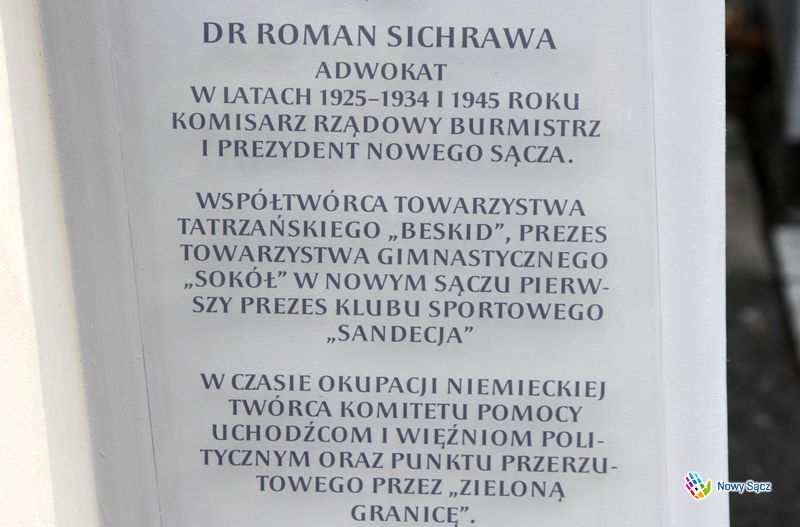 DR ROMAN SICHRAWA
ADWOKAT
W LATACH 1925–1934 I 1945 ROKU
KOMISARZ RZĄDOWY BURMISTRZ
I PREZYDENT NOWEGO SĄCZA.
WSPÓŁTWÓRCA TOWARZYSTWA
TATRZAŃSKIEGO „BESKID”, PREZES
TOWARZYSTWA GIMNASTYCZNEGO
„SOKÓŁ” W NOWYM SĄCZU PIERW-
SZY PREZES KLUBU SPORTOWEGO
„SANDECJA”
W CZASIE OKUPACJI NIEMIECKIEJ
TWÓRCA KOMITETU POMOCY
UCHODŹCOM I WIĘŹNIOM POLI-
TYCZNYM ORAZ PUNKTU PRZERZU-
TOWEGO PRZEZ „ZIELONĄ
GRANICĘ”.
Nowy Sącz